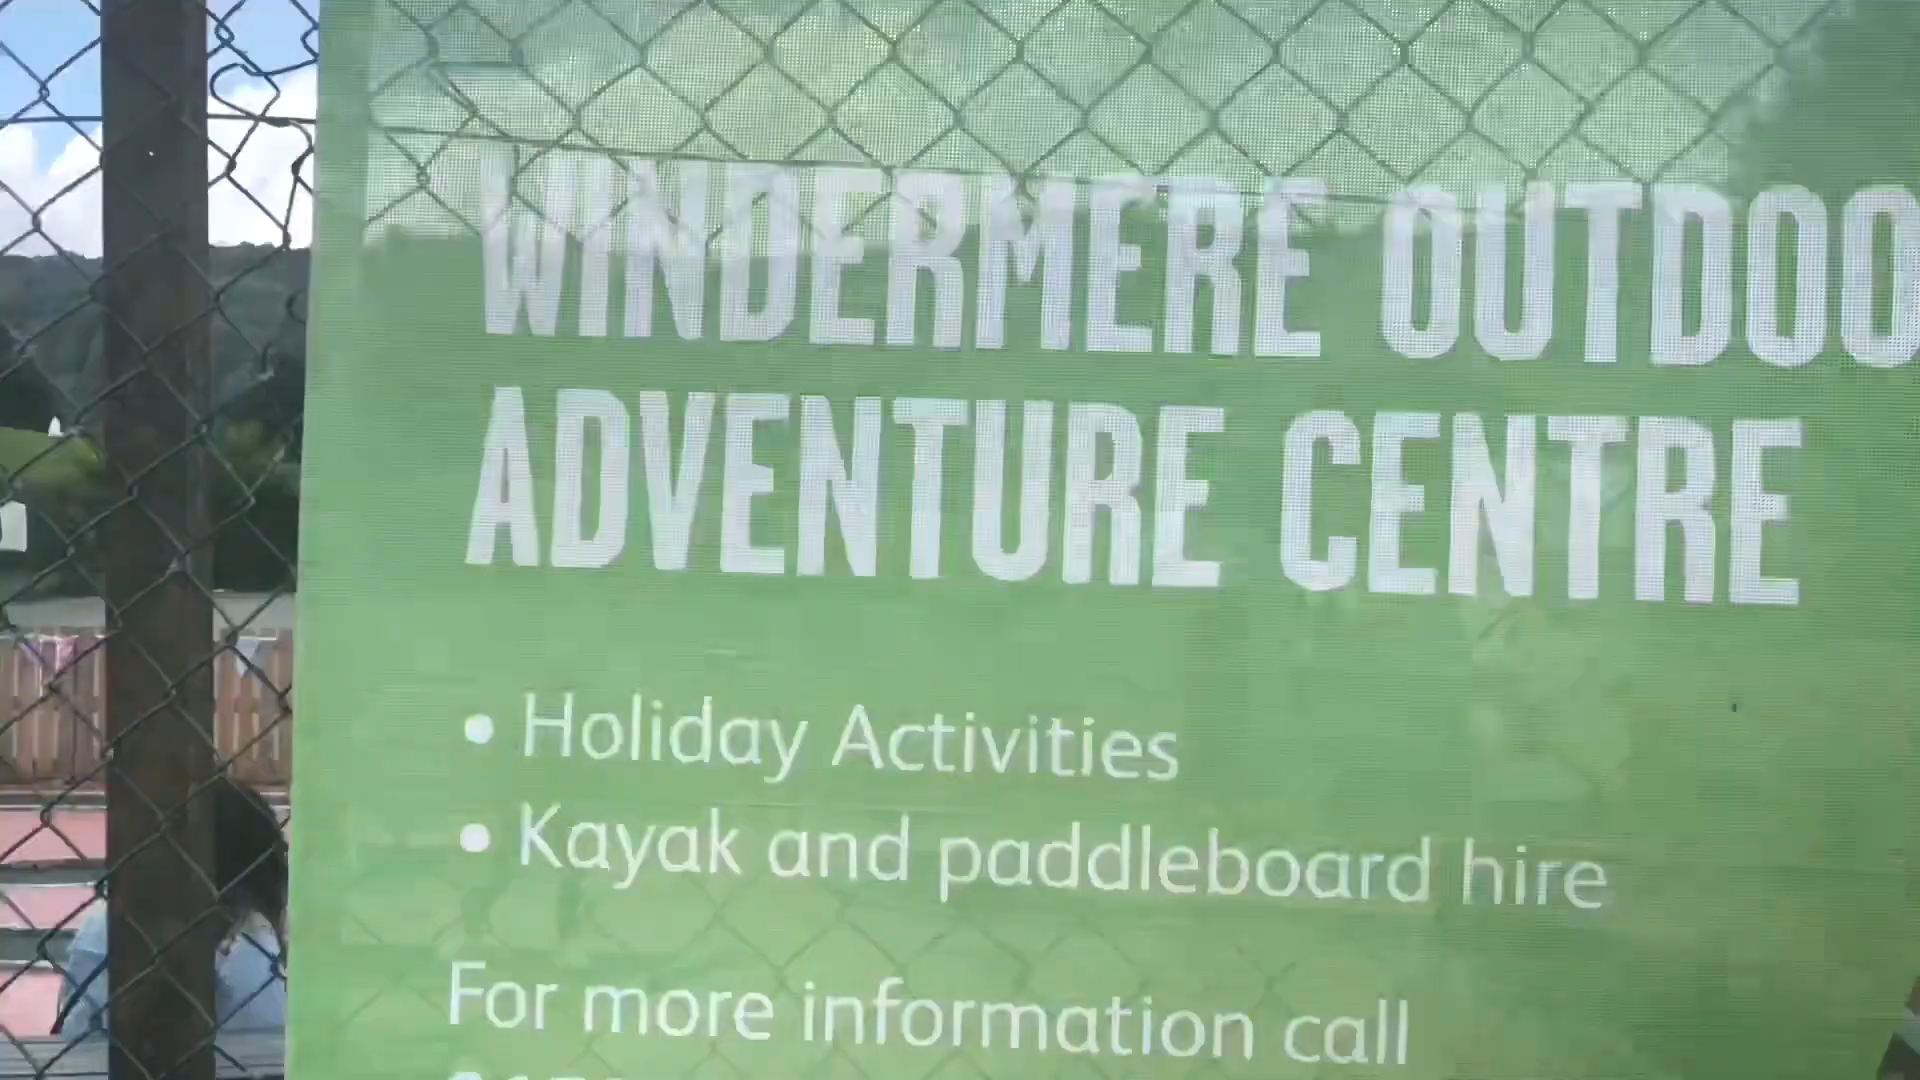 WINDERMERE OUTDOO
ADVENTURE CENTRE
• Holiday Activities
• Kayak and paddleboard hire
For more information call